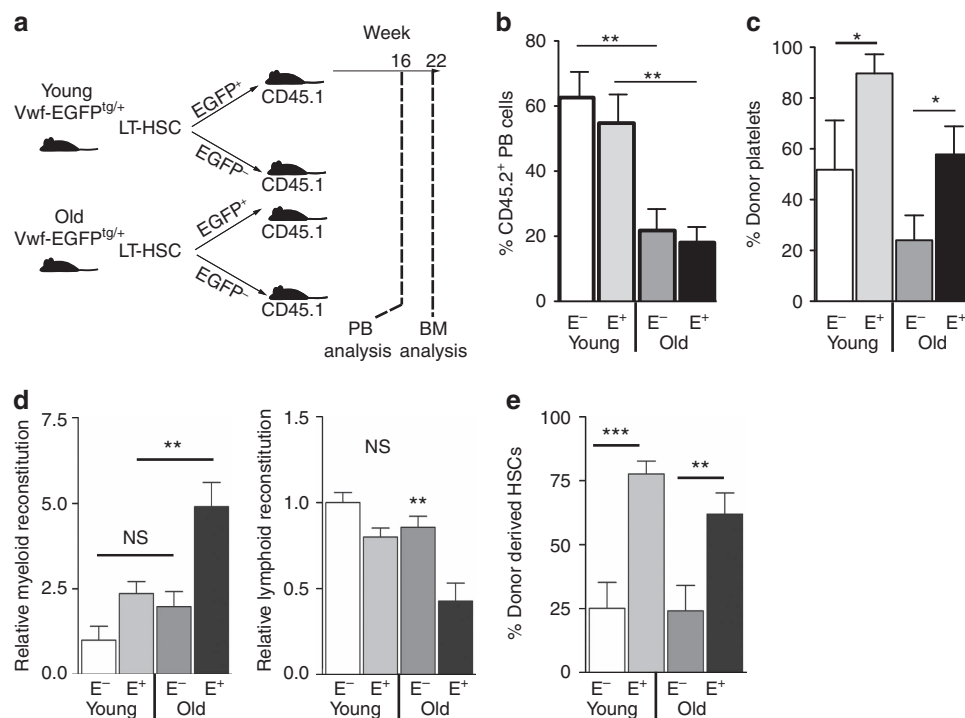 a
Week
16 22
Young
Vwf-EGFPtg/+
LT-HSC
EGFP+
CD45.1
EGFP–
CD45.1
Old
Vwf-EGFPtg/+
LT-HSC
EGFP+
CD45.1
EGFP–
CD45.1
PB
analysis
BM
analysis
b
% CD45.2+ PB cells
80
60
40
20
0
**
**
E– E+ E– E+
Young Old
c
% Donor platelets
100
80
60
40
20
0
*
*
E– E+ E– E+
Young Old
d
Relative myeloid reconstitution
7.5
5.0
2.5
0.0
**
NS
E– E+ E– E+
Young Old
Relative lymphoid reconstitution
1.5
1.0
0.5
0.0
NS
**
E– E+ E– E+
Young Old
e
% Donor derived HSCs
100
75
50
25
0
***
**
E– E+ E– E+
Young Old